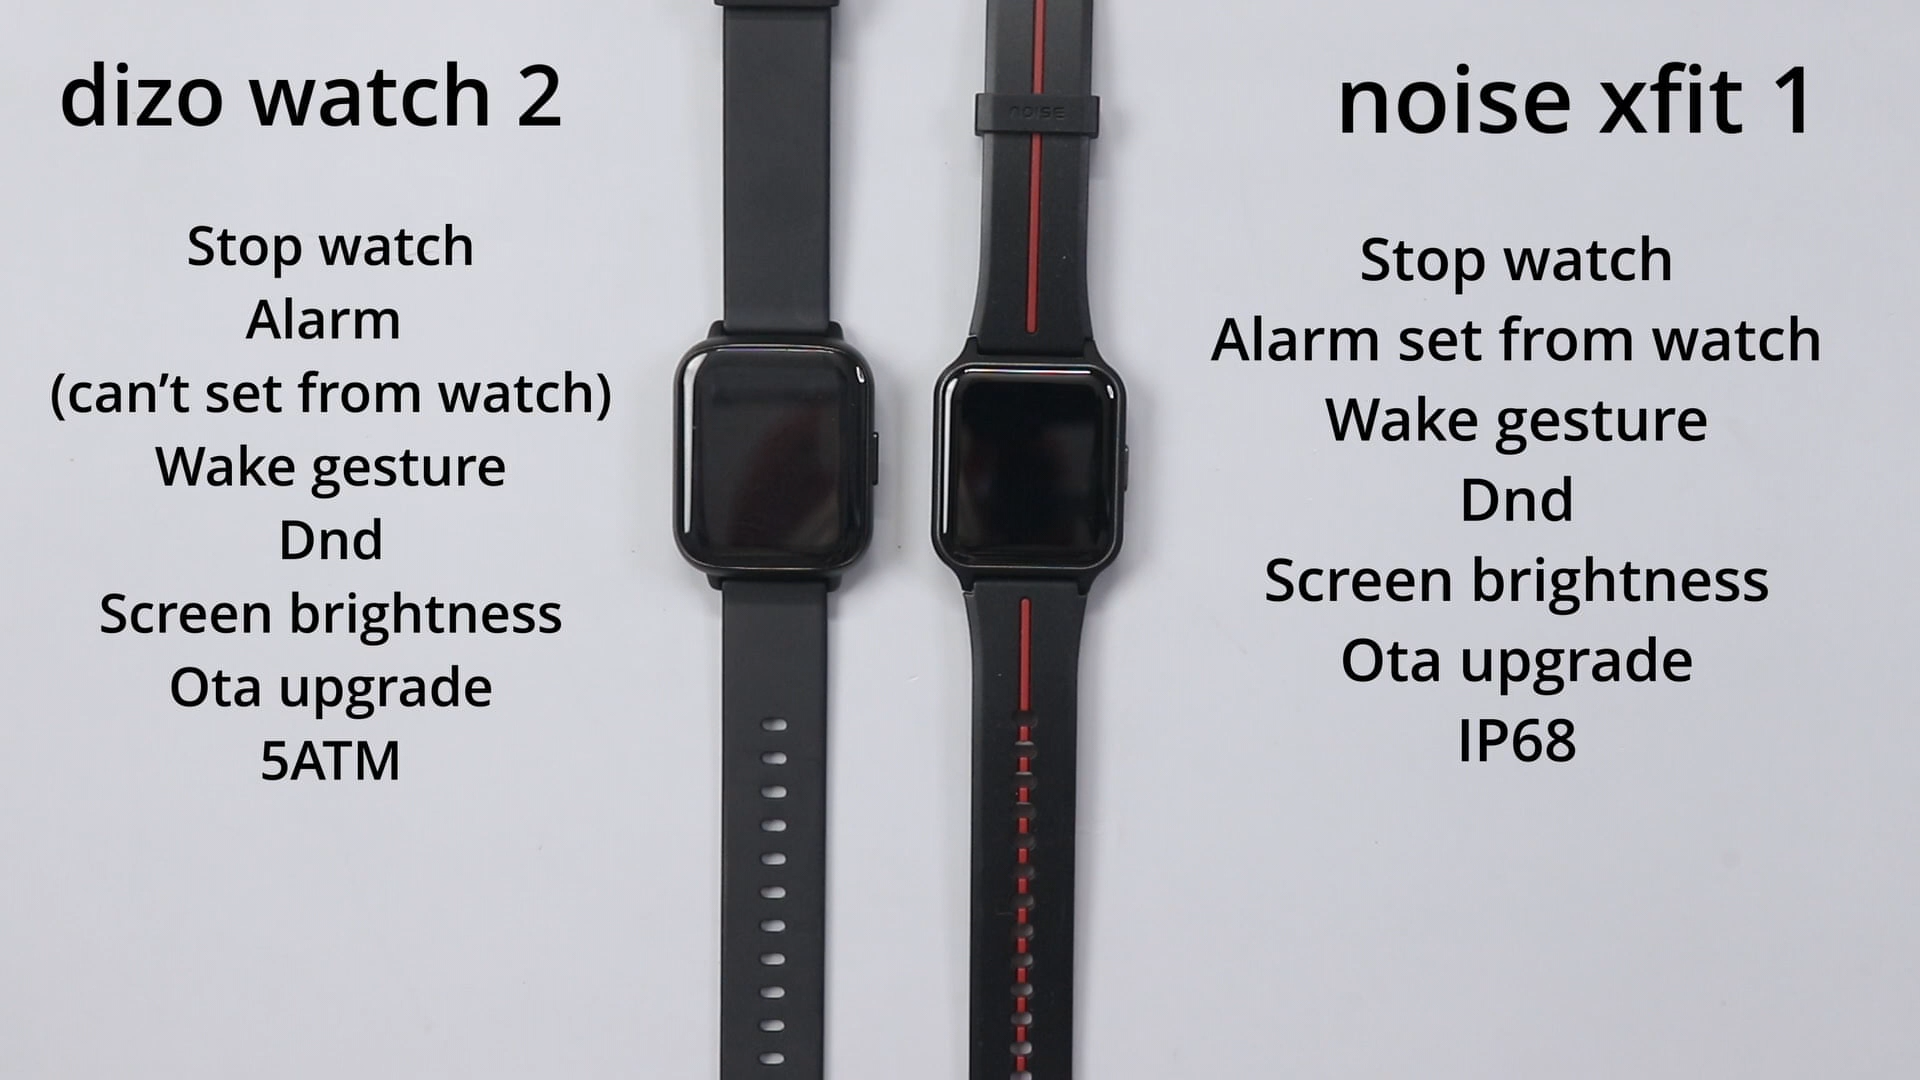 dizo watch 2
Stop watch
Alarm
(can't set from watch)
Wake gesture
Dnd
Screen brightness
Ota upgrade
5ATM
noise
noise xfit 1
Stop watch
Alarm set from watch
Wake gesture
Dnd
Screen brightness
Ota upgrade
IP68